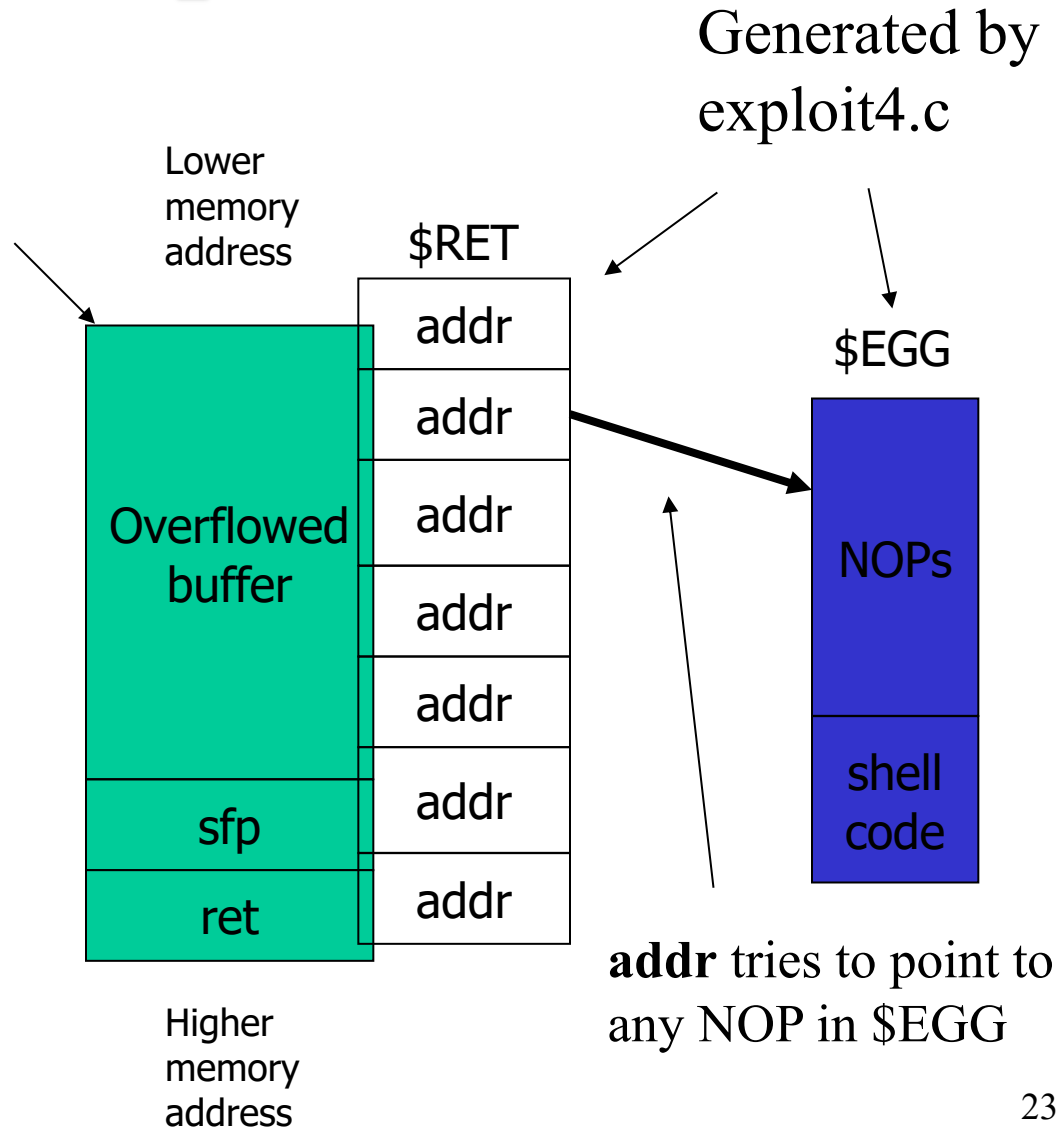 Generated by
exploit4.c
Lower
memory
address
$RET
addr
addr
addr
addr
addr
addr
addr
Overflowed
buffer
sfp
ret
$EGG
NOPs
shell
code
addr tries to point to
any NOP in $EGG
Higher
memory
address
23